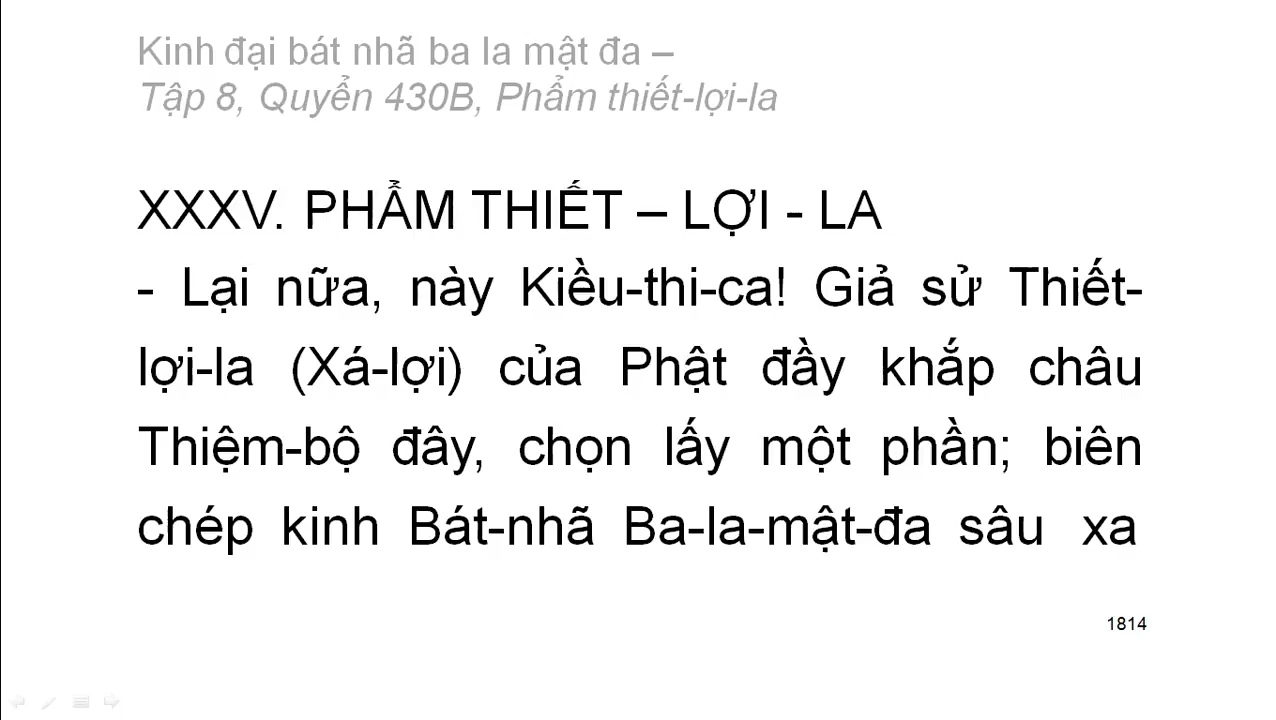 Kinh đại bát nhã ba la mật đa –
Tập 8, Quyển 430B, Phẩm thiết-lợi-la
XXXV. PHẨM THIẾT – LỢI - LA
- Lại nữa, này Kiều-thi-ca! Giả sử Thiết-
lợi-la (Xá-lợi) của Phật đầy khắp châu
Thiệm-bộ đây, chọn lấy một phần; biên
chép kinh Bát-nhã Ba-la-mật-đa sâu xa
1814